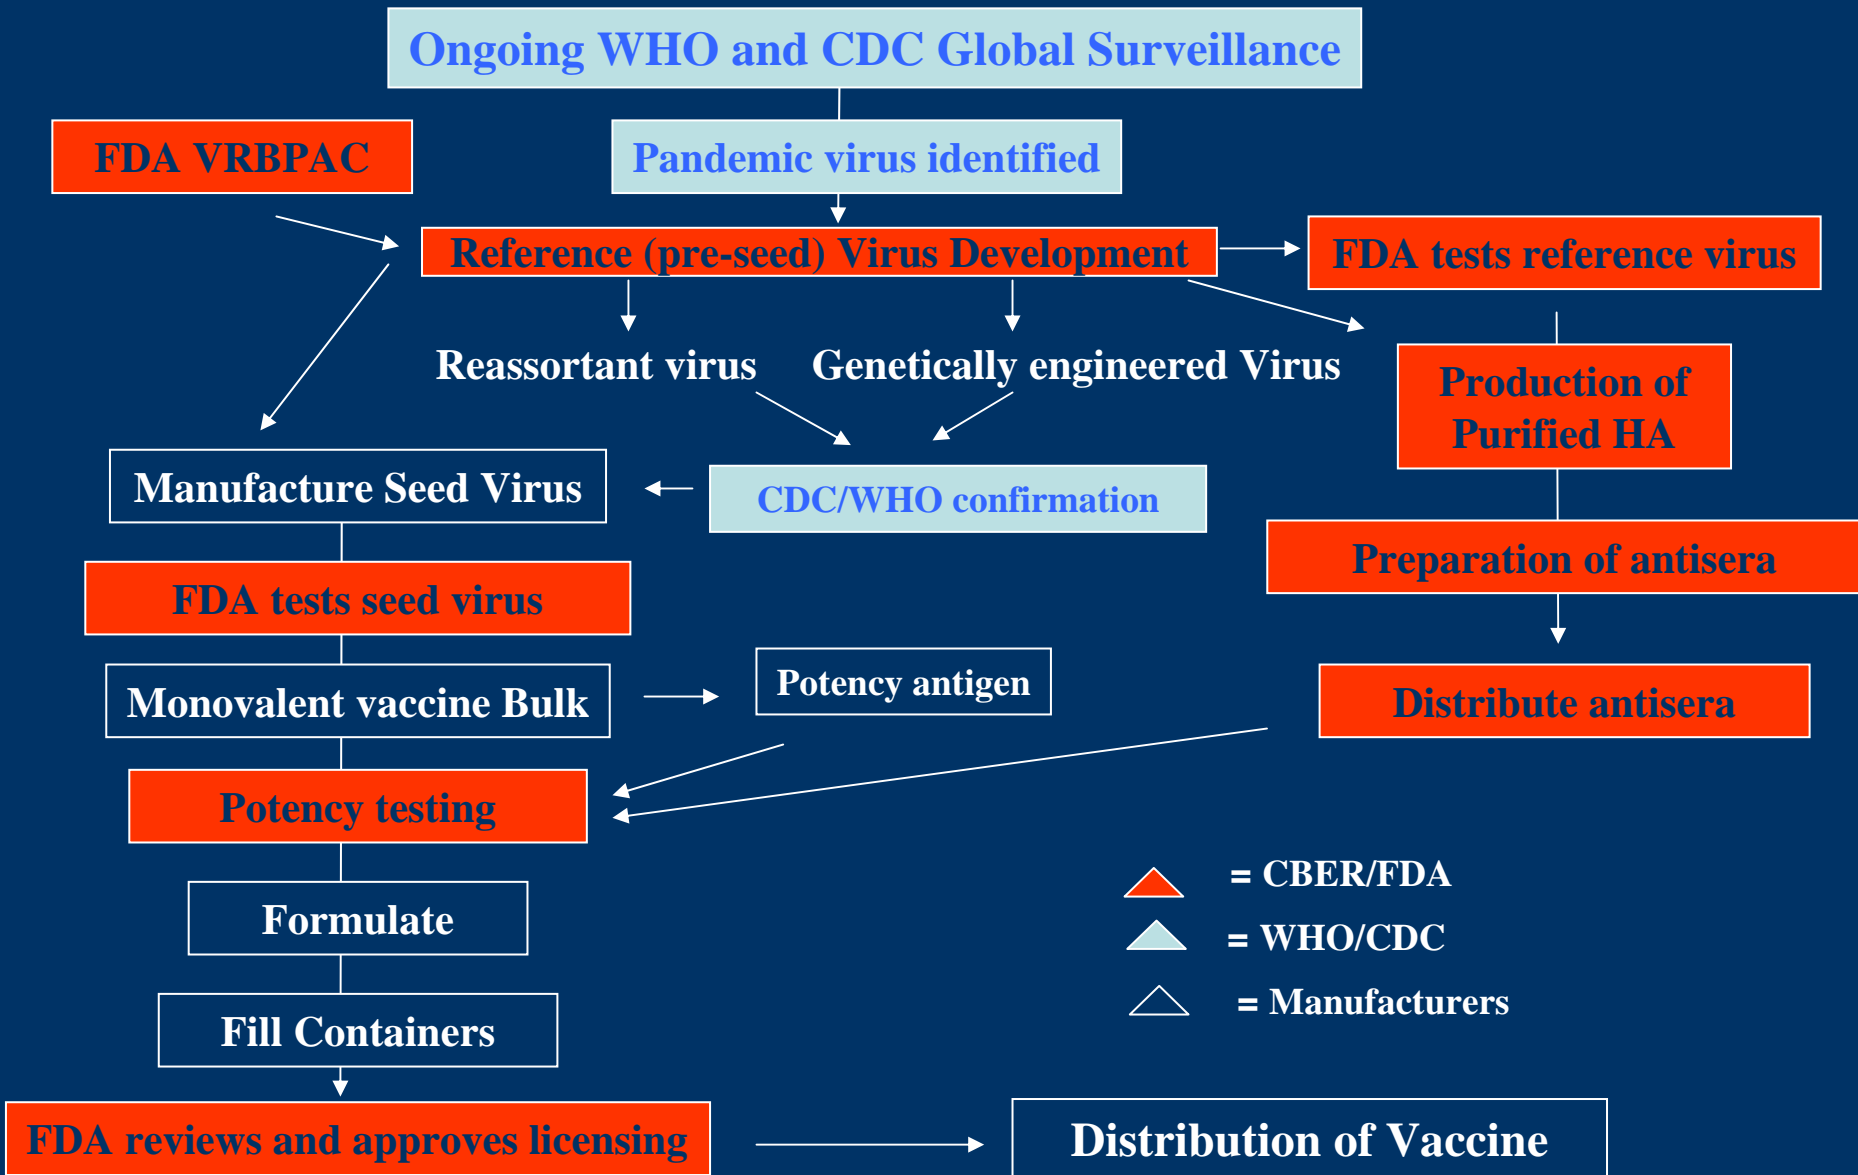 Ongoing WHO and CDC Global Surveillance
FDA VRBPAC
Pandemic virus identified
Reference (pre-seed) Virus Development
FDA tests reference virus
Reassortant virus
Genetically engineered Virus
Production of
Purified HA
Manufacture Seed Virus
CDC/WHO confirmation
Preparation of antisera
FDA tests seed virus
Monovalent vaccine Bulk
Potency antigen
Distribute antisera
Potency testing
= CBER/FDA
Formulate
= WHO/CDC
= Manufacturers
Fill Containers
FDA reviews and approves licensing
Distribution of Vaccine